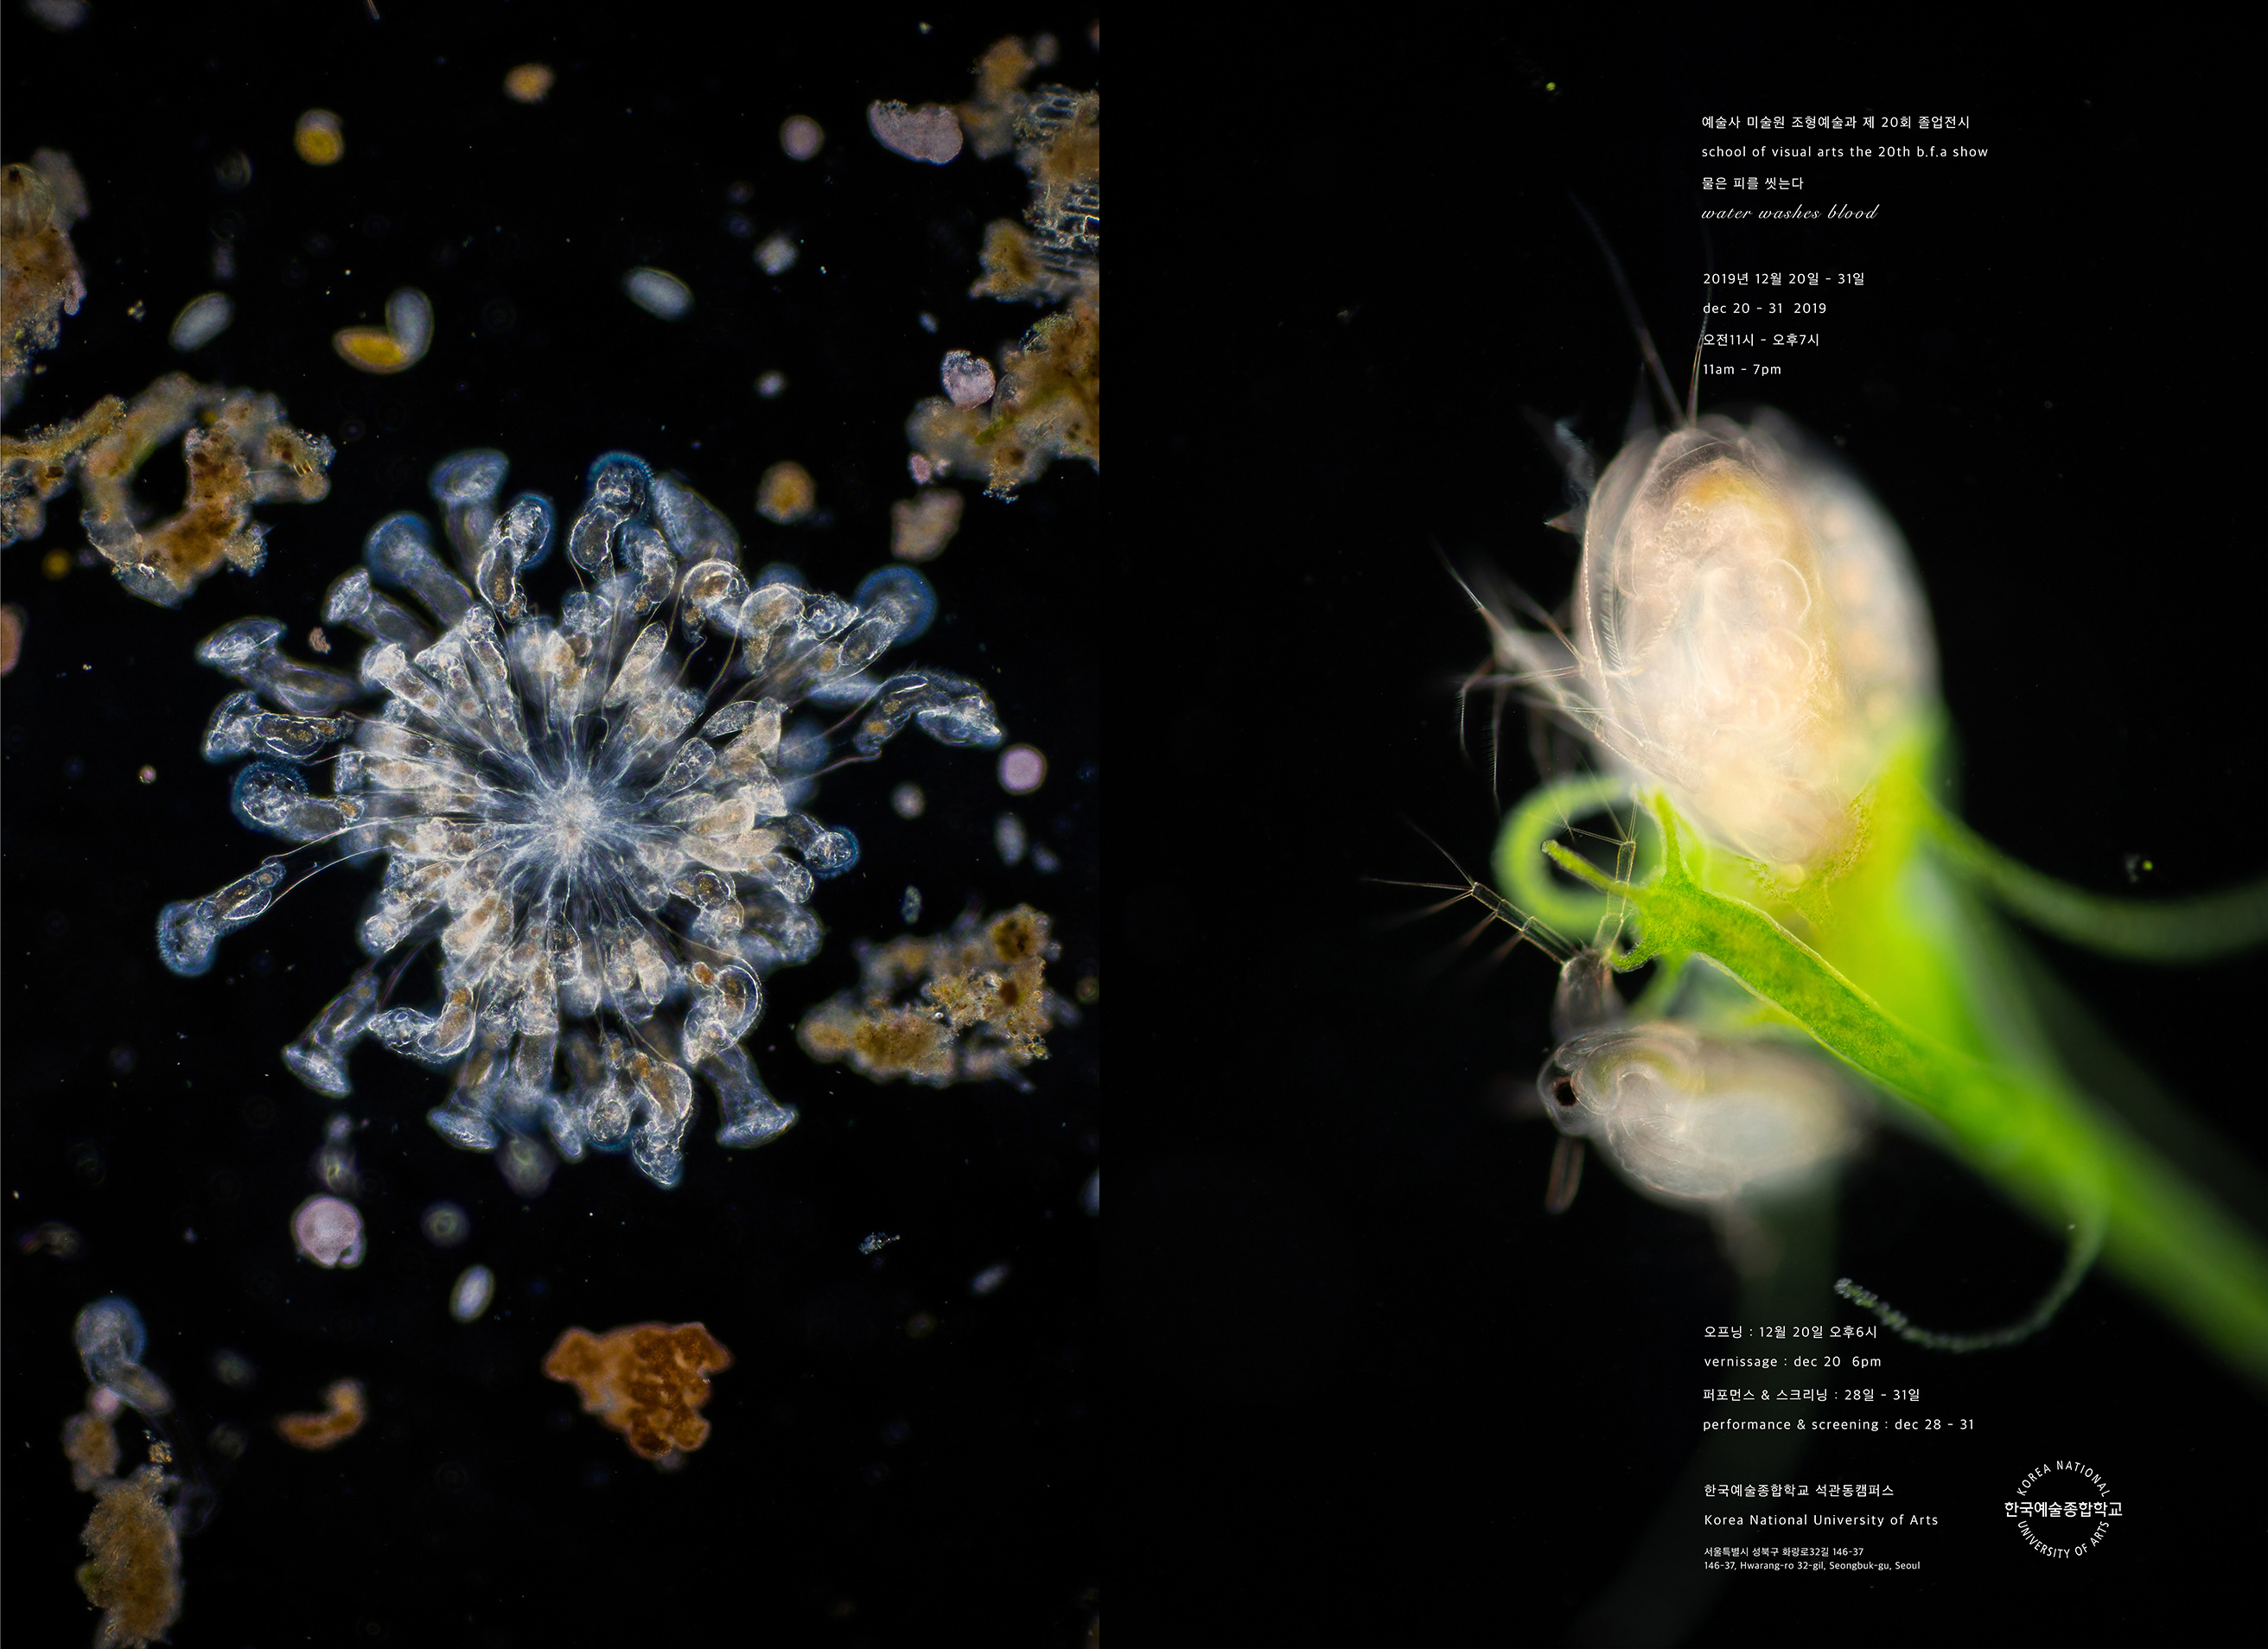 예술사 미술원 조형예술과 제 20회 졸업전시
school of visual arts the 20th b.f.a show
물은 피를 씻는다
water washes blood
2019년 12월 20일 - 31일
dec 20 - 31 2019
오전11시 - 오후7시
11am - 7pm
오프닝 : 12월 20일 오후6시
vernissage : dec 20 6pm
퍼포먼스 & 스크리닝 : 28일 - 31일
performance & screening : dec 28 - 31
한국예술종합학교 석관동캠퍼스
Korea National University of Arts
서울특별시 성북구 화랑로32길 146-37
146-37, Hwarang-ro 32-gil, Seongbuk-gu, Seoul
KOREA NATIONAL
한국예술종합학교
UNIVERSITY OF ARTS